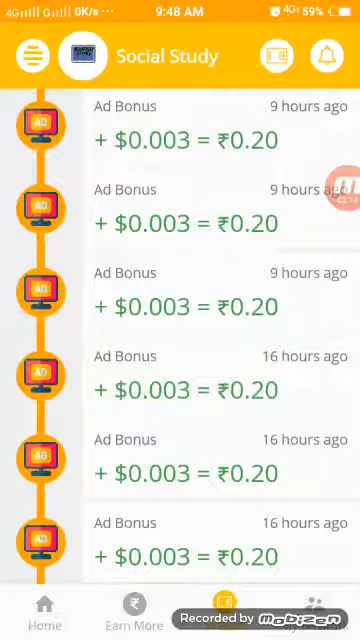 4G G 0K/s ··· 9:48 AM 4G 59%
Social Study
Ad Bonus 9 hours ago
AD + $0.003 = ₹0.20
Ad Bonus 9 hours ago
AD + $0.003 = ₹0.20
Ad Bonus 9 hours ago
AD + $0.003 = ₹0.20
Ad Bonus 16 hours ago
AD + $0.003 = ₹0.20
Ad Bonus 16 hours ago
AD + $0.003 = ₹0.20
Ad Bonus 16 hours ago
AD + $0.003 = ₹0.20
Recorded by Mobizen
Home Earn More